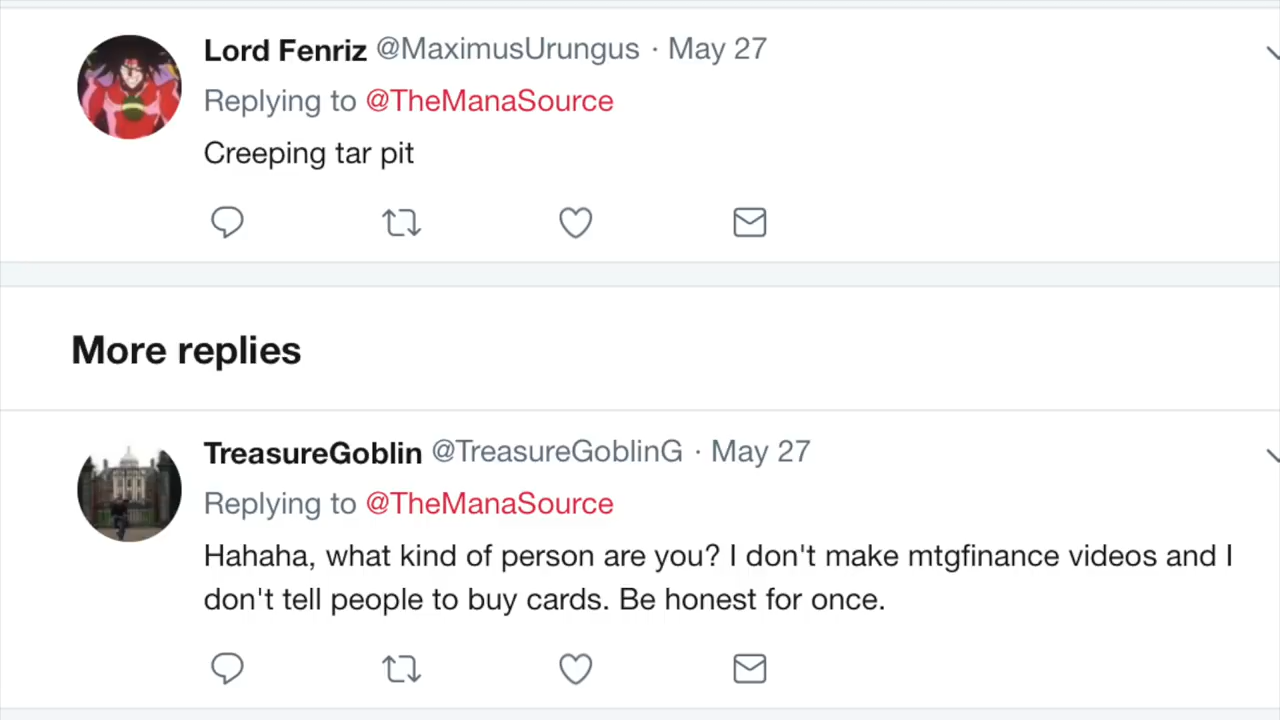 Lord Fenriz @MaximusUrungus · May 27
Replying to @TheManaSource
Creeping tar pit
More replies
TreasureGoblin @TreasureGoblinG · May 27
Replying to @TheManaSource
Hahaha, what kind of person are you? I don't make mtgfinance videos and I
don't tell people to buy cards. Be honest for once.